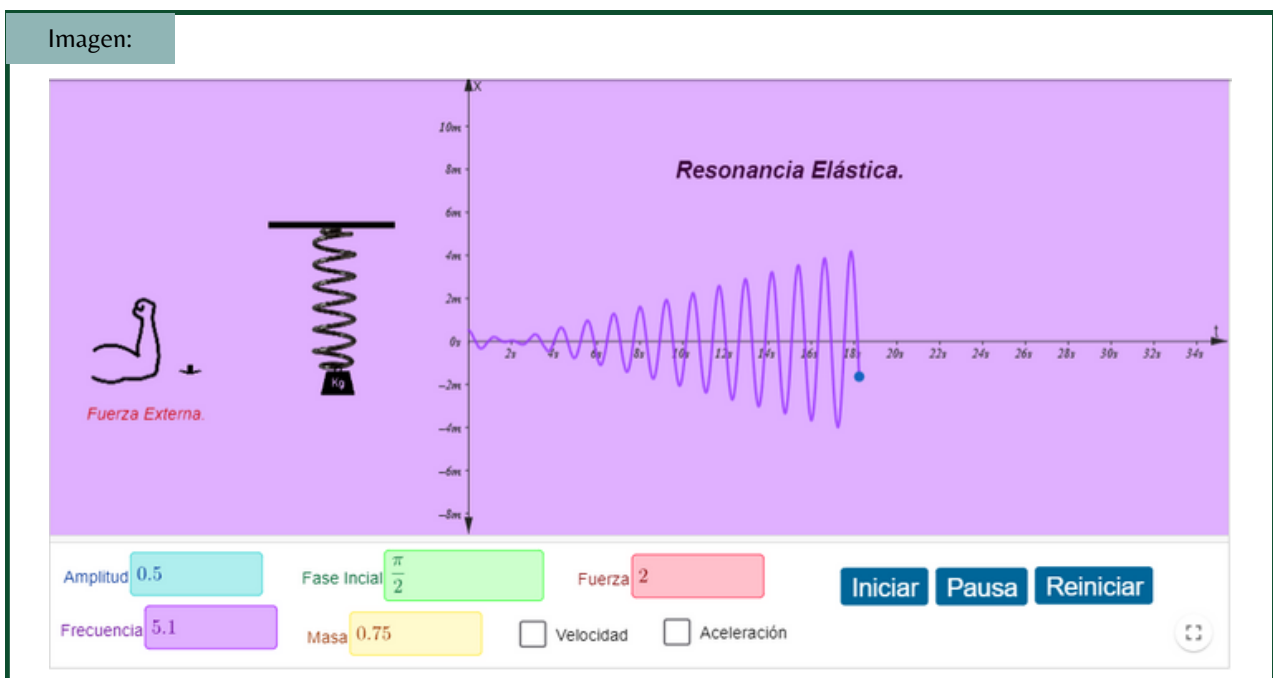 Imagen:
X
10m
8m
Resonancia Elástica.
6m
4m
2m
0s
2s
4s
6s
8s
10s
12s
14s
16s
18s
20s
22s
24s
26s
28s
30s
32s
34s
t
−2m
−4m
−6m
−8m
Kg
Fuerza Externa.
Amplitud 0.5
Fase Incial π/2
Fuerza 2
Iniciar Pausa Reiniciar
Frecuencia 5.1
Masa 0.75
Velocidad
Aceleración